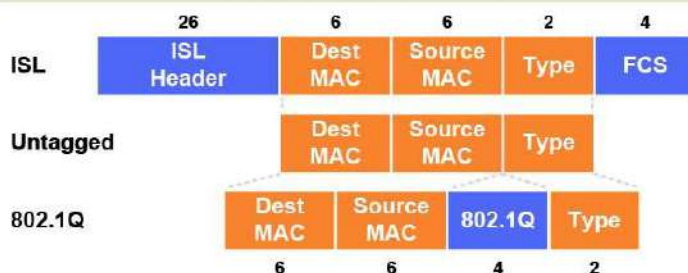 26 6 6 2 4
ISL ISL Header Dest MAC Source MAC Type FCS
Untagged Dest MAC Source MAC Type
802.1Q Dest MAC Source MAC 802.1Q Type
6 6 4 2